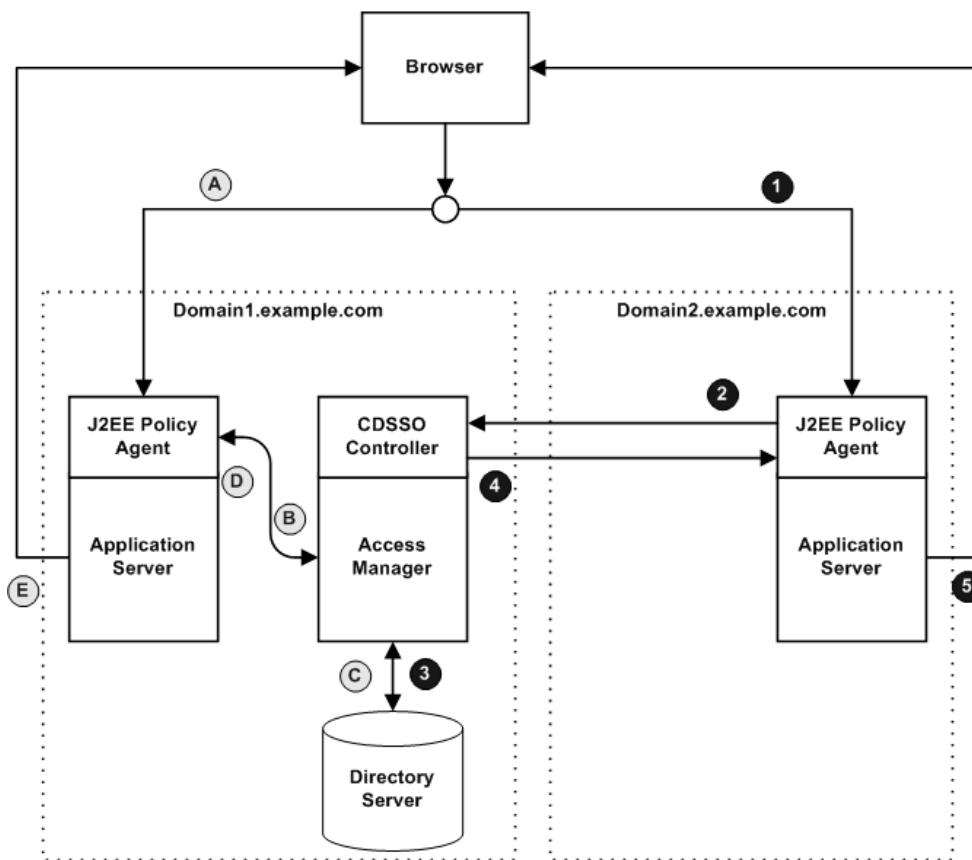 Browser
A
1
Domain1.example.com
Domain2.example.com
J2EE Policy
Agent
CDSSO
Controller
2
J2EE Policy
Agent
D
4
B
Application
Server
Access
Manager
Application
Server
E
5
C
3
Directory
Server